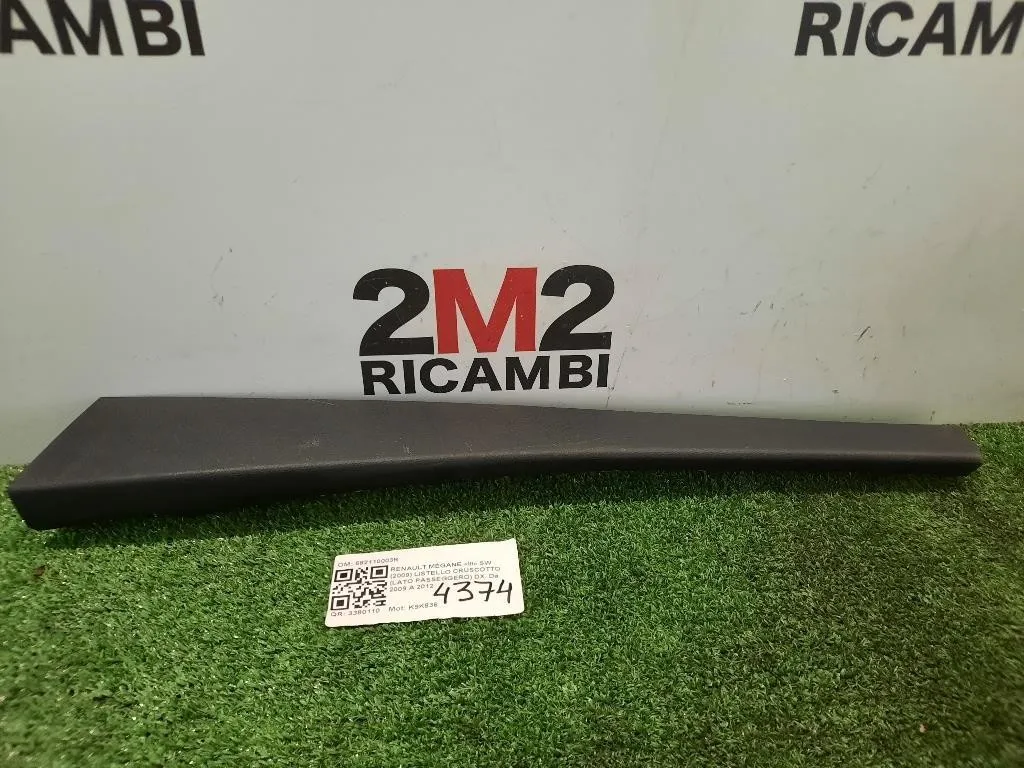 AMBI
RICAM
2M2
RICAMBI
OM: 682110005R
RENAULT MEGANE «III» SW
(2009) LISTELLO CRUSCOTTO
(LATO PASSEGGERO) DX. Da
2009 A 2012
4374
QR: 3380110 Mot: K9K836